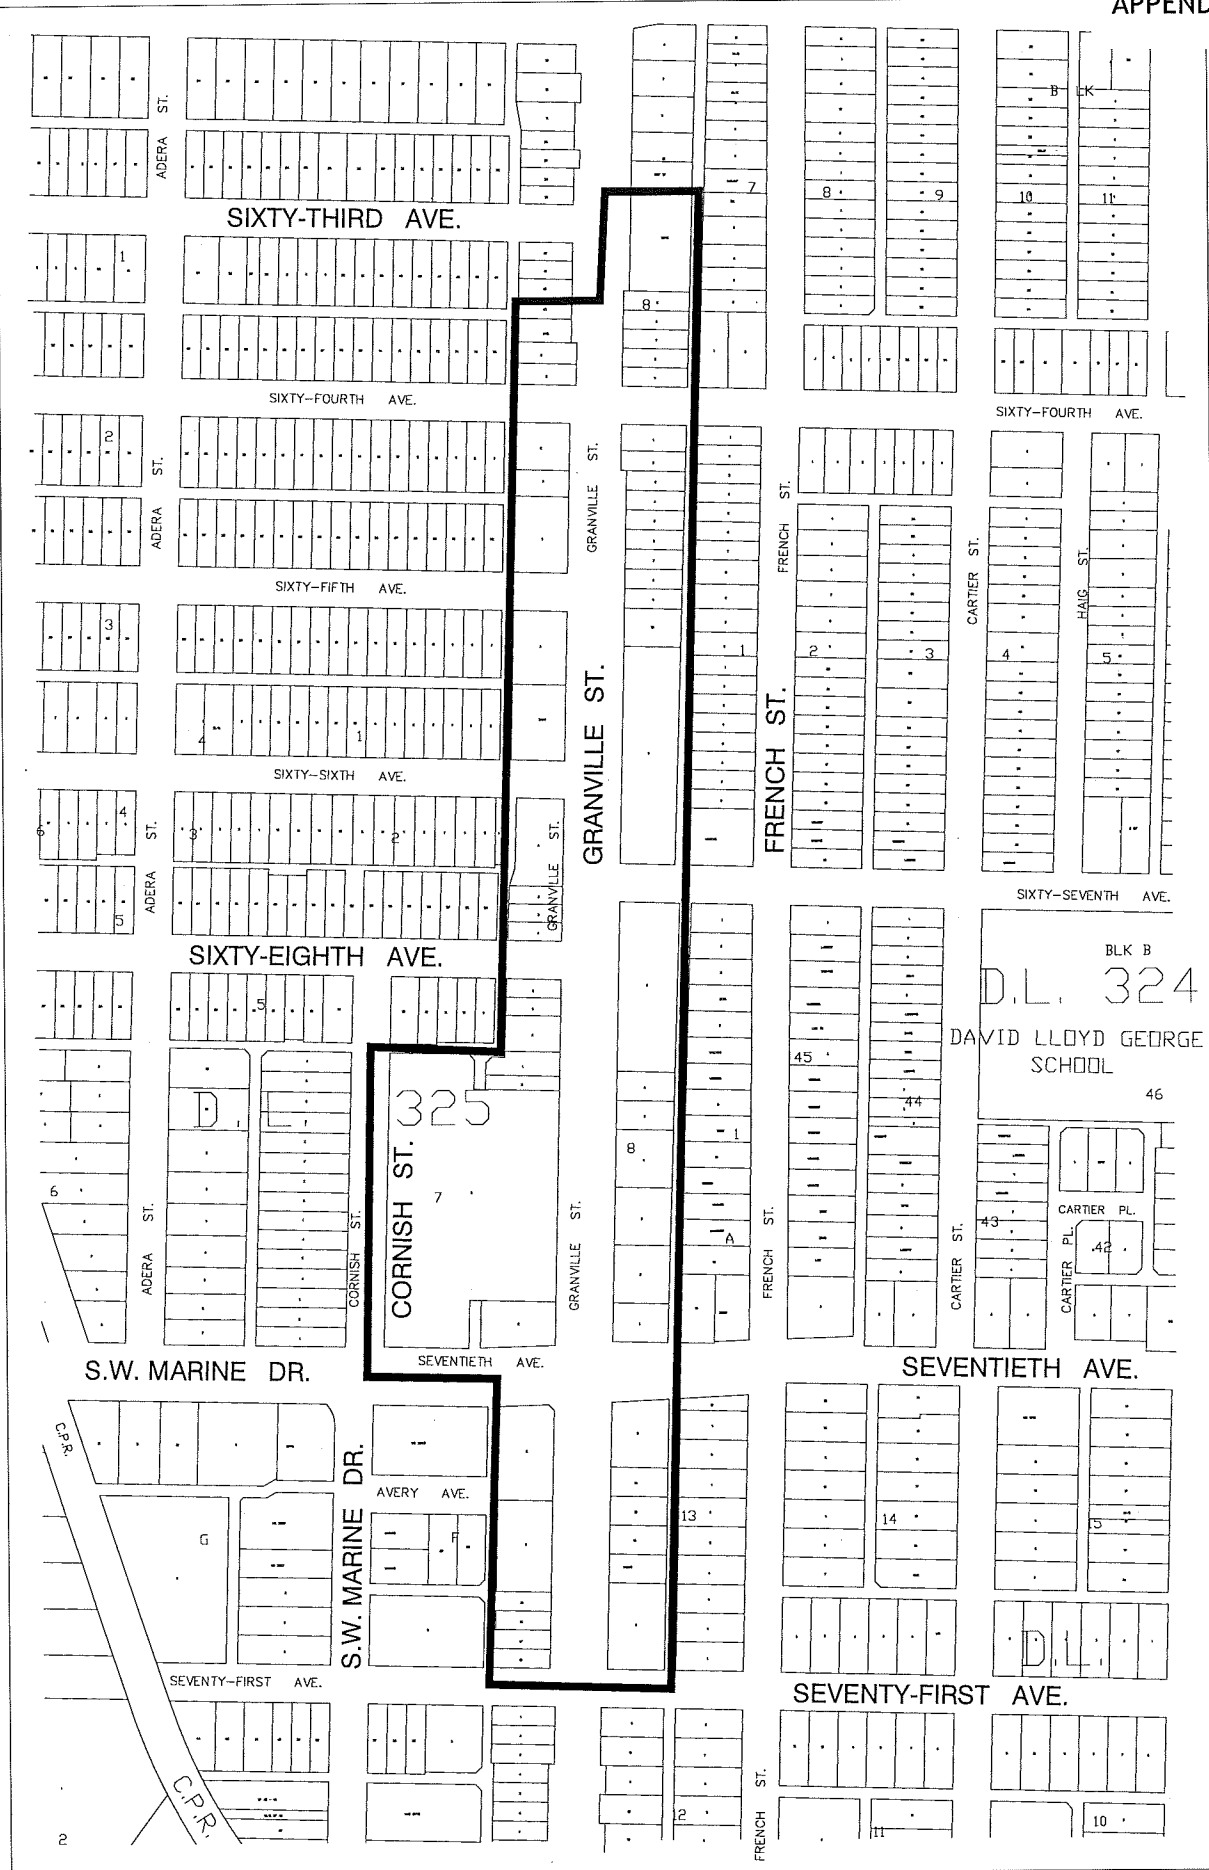 APPEND
ADERA ST.
B LK
7
8
9
10
11
SIXTY-THIRD AVE.
1
8
SIXTY-FOURTH AVE.
SIXTY-FOURTH AVE.
2
ADERA ST.
GRANVILLE ST.
FRENCH ST.
CARTIER ST.
HAIG ST.
SIXTY-FIFTH AVE.
3
1
2
3
4
5
GRANVILLE ST.
FRENCH ST.
4
1
SIXTY-SIXTH AVE.
6
4
3
2
ADERA ST.
GRANVILLE ST.
5
SIXTY-SEVENTH AVE.
SIXTY-EIGHTH AVE.
BLK B
D.L. 324
DAVID LLOYD GEORGE
SCHOOL
46
5
45
44
D.L. 325
1
8
6
7
CORNISH ST.
CORNISH ST.
ADERA ST.
GRANVILLE ST.
A
FRENCH ST.
CARTIER ST.
43
CARTIER PL.
CARTIER PL.
42
SEVENTIETH AVE.
S.W. MARINE DR.
SEVENTIETH AVE.
C.P.R.
S.W. MARINE DR.
AVERY AVE.
G
F
13
14
15
D.L.
SEVENTY-FIRST AVE.
SEVENTY-FIRST AVE.
C.P.R.
2
12
FRENCH ST.
11
10